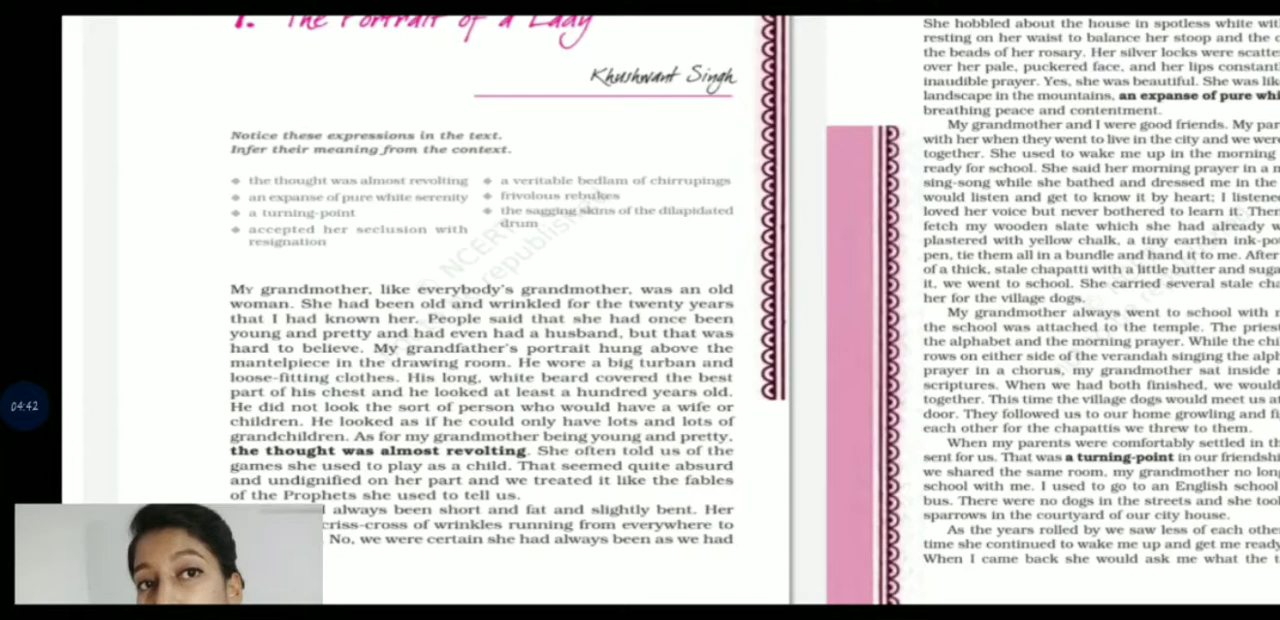 1. The Portrait of a Lady
Khushwant Singh
Notice these expressions in the text.
Infer their meaning from the context.
the thought was almost revolting
an expanse of pure white serenity
a turning-point
accepted her seclusion with
resignation
a veritable bedlam of chirrupings
frivolous rebukes
the sagging skins of the dilapidated
drum
MY grandmother, like everybody's grandmother, was an old
woman. She had been old and wrinkled for the twenty years
that I had known her. People said that she had once been
young and pretty and had even had a husband, but that was
hard to believe. My grandfather's portrait hung above the
mantelpiece in the drawing room. He wore a big turban and
loose-fitting clothes. His long, white beard covered the best
part of his chest and he looked at least a hundred years old.
He did not look the sort of person who would have a wife or
children. He looked as if he could only have lots and lots of
grandchildren. As for my grandmother being young and pretty,
the thought was almost revolting. She often told us of the
games she used to play as a child. That seemed quite absurd
and undignified on her part and we treated it like the fables
of the Prophets she used to tell us.
always been short and fat and slightly bent. Her
criss-cross of wrinkles running from everywhere to
No, we were certain she had always been as we had
04:42
She hobbled about the house in spotless white wit
resting on her waist to balance her stoop and the
the beads of her rosary. Her silver locks were scatte
over her pale, puckered face, and her lips constant
inaudible prayer. Yes, she was beautiful. She was lik
landscape in the mountains, an expanse of pure whi
breathing peace and contentment.
My grandmother and I were good friends. My par
with her when they went to live in the city and we were
together. She used to wake me up in the morning
ready for school. She said her morning prayer in a m
sing-song while she bathed and dressed me in the
would listen and get to know it by heart; I listene
loved her voice but never bothered to learn it. Then
fetch my wooden slate which she had already w
plastered with yellow chalk, a tiny earthen ink-po
pen, tie them all in a bundle and hand it to me. After
of a thick, stale chapatti with a little butter and suga
it, we went to school. She carried several stale cha
her for the village dogs.
My grandmother always went to school with m
the school was attached to the temple. The priest
the alphabet and the morning prayer. While the chi
rows on either side of the verandah singing the alph
prayer in a chorus, my grandmother sat inside
scriptures. When we had both finished, we would
together. This time the village dogs would meet us at
door. They followed us to our home growling and fi
each other for the chapattis we threw to them.
When my parents were comfortably settled in th
sent for us. That was a turning-point in our friendshi
we shared the same room, my grandmother no lon
school with me. I used to go to an English school
bus. There were no dogs in the streets and she took
sparrows in the courtyard of our city house.
As the years rolled by we saw less of each othe
time she continued to wake me up and get me ready
When I came back she would ask me what the t